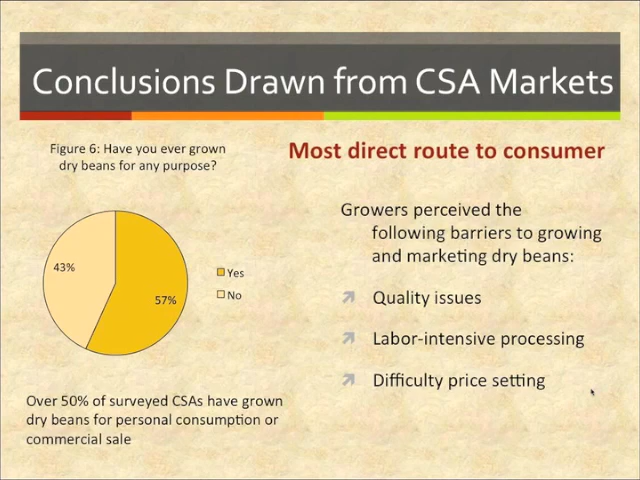 Conclusions Drawn from CSA Markets
Figure 6: Have you ever grown
dry beans for any purpose?
43%
57%
Yes
No
Over 50% of surveyed CSAs have grown
dry beans for personal consumption or
commercial sale
Most direct route to consumer
Growers perceived the
following barriers to growing
and marketing dry beans:
Quality issues
Labor-intensive processing
Difficulty price setting